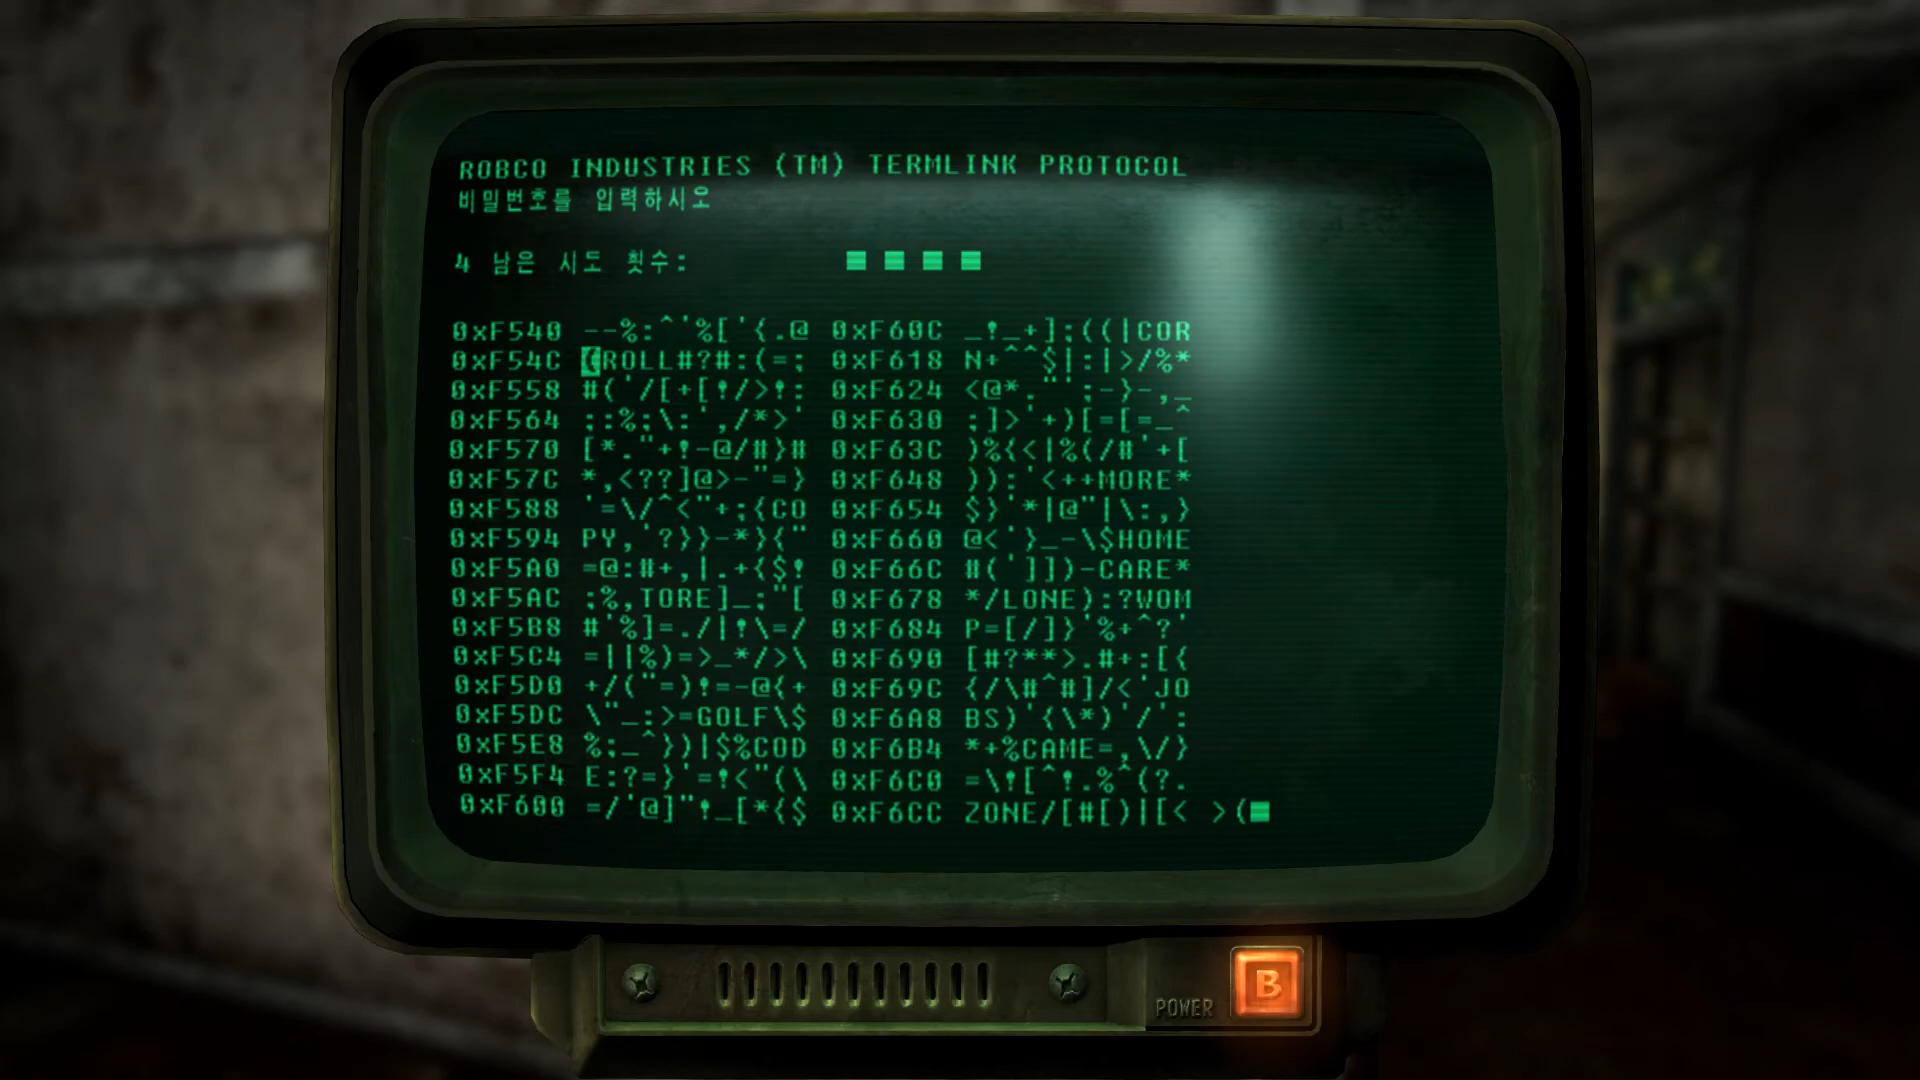 ROBCO INDUSTRIES (TM) TERMLINK PROTOCOL
비밀번호를 입력하시오
4 남은 시도 횟수: ■ ■ ■ ■
0xF540 --%:^'%['{.@ 0xF60C _!_+];((|COR
0xF54C (ROLL#?#:(=; 0xF618 N+^^$|:|>/%*
0xF558 #('/[+[!/>!: 0xF624 <@*."';-}-,_
0xF564 ;:%;\:',/*>' 0xF630 ;]>'+)[=[=_^
0xF570 [*."+!-@/#}# 0xF63C )%{<|%(/#'+[
0xF57C *,<??]@>-"=} 0xF648 )):'<++MORE*
0xF588 '=\/^<"+;{CO 0xF654 $}'*|@"|\:,}
0xF594 PY,'?}}-*}{" 0xF660 @<'}_-\$HOME
0xF5A0 =@:#+,|.+{$! 0xF66C #(']])-CARE*
0xF5AC ;%,TORE]_;"[ 0xF678 */LONE):?WOM
0xF5B8 #'%]=./|!\=/ 0xF684 P=[/]}'%+^?'
0xF5C4 =||%)=>_*/>\ 0xF690 [#?**>.#+:[{
0xF5D0 +/("=)!=-@{+ 0xF69C {/\#^#]/<'JO
0xF5DC \"_:>=GOLF\$ 0xF6A8 BS)'{\*)'/':
0xF5E8 %;_^})|$%COD 0xF6B4 *+%CAME=,\/}
0xF5F4 E:?=}'=!<"(\ 0xF6C0 =\![^!.%^(?.
0xF600 =/'@]"!_[*{$ 0xF6CC ZONE/[#[)|[< >(■
POWER B